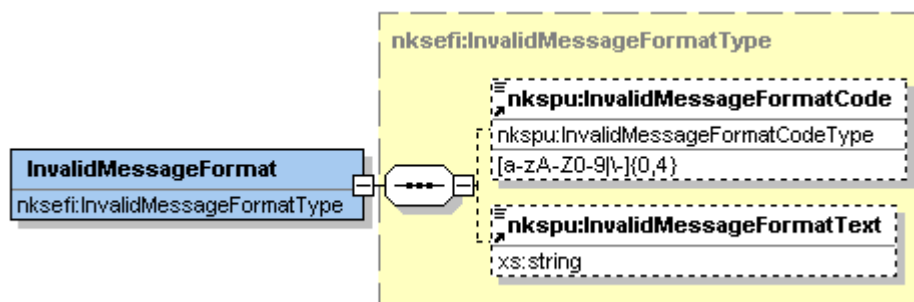 nksefi:InvalidMessageFormatType
nkspu:InvalidMessageFormatCode
nkspu:InvalidMessageFormatCodeType
[a-zA-Z0-9|\-]{0,4}
InvalidMessageFormat
nksefi:InvalidMessageFormatType
nkspu:InvalidMessageFormatText
xs:string